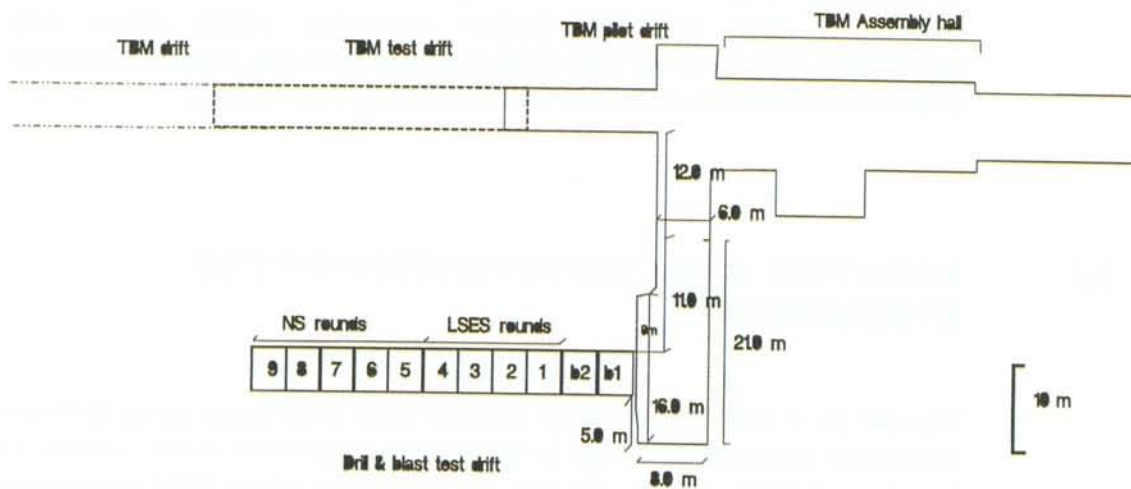 TBM drift
TBM test drift
TBM pilot drift
TBM Assembly hall
12.0 m
6.0 m
11.0 m
9m
21.0 m
NS rounds
LSES rounds
9 8 7 6 5 4 3 2 1 b2 b1
16.0 m
10 m
5.0 m
Drill & blast test drift
8.0 m